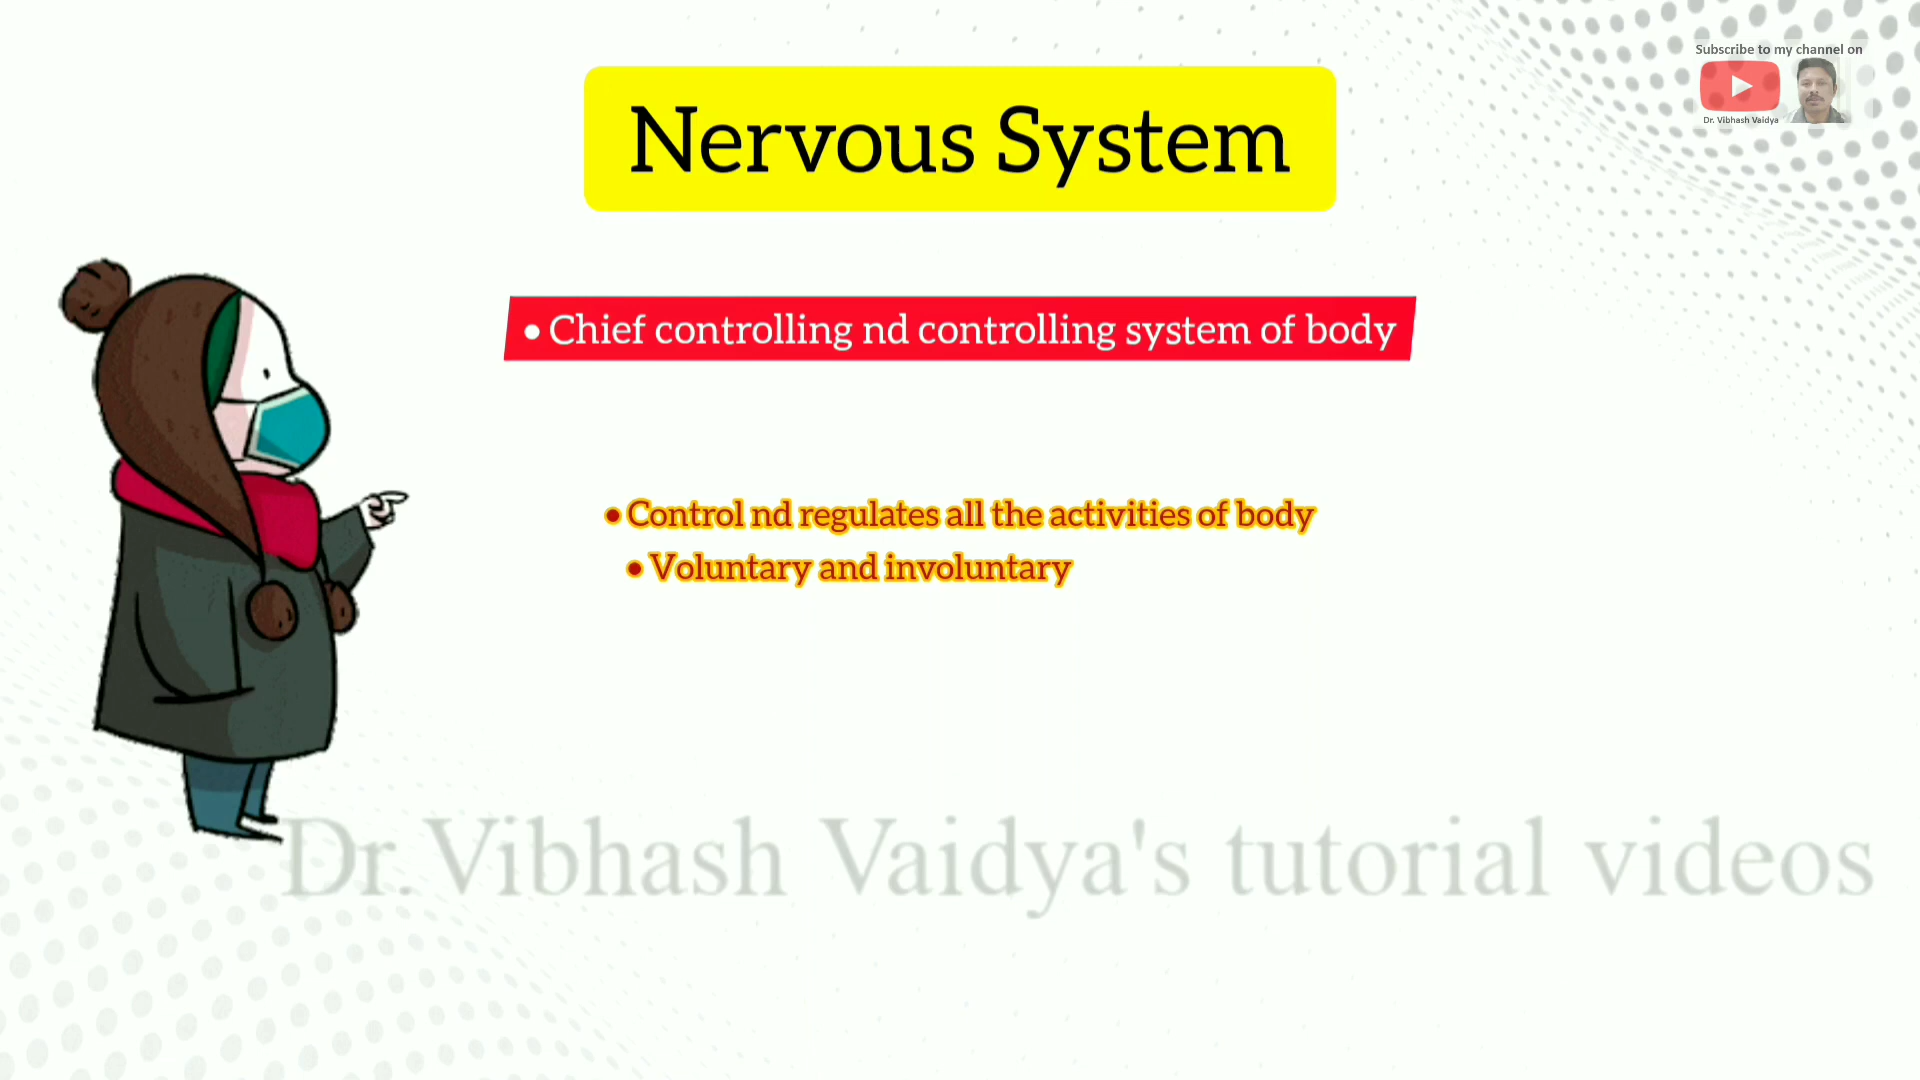 Subscribe to my channel on
Dr. Vibhash Vaidya
Nervous System
• Chief controlling nd controlling system of body
• Control nd regulates all the activities of body
• Voluntary and involuntary
Dr. Vibhash Vaidya's tutorial videos